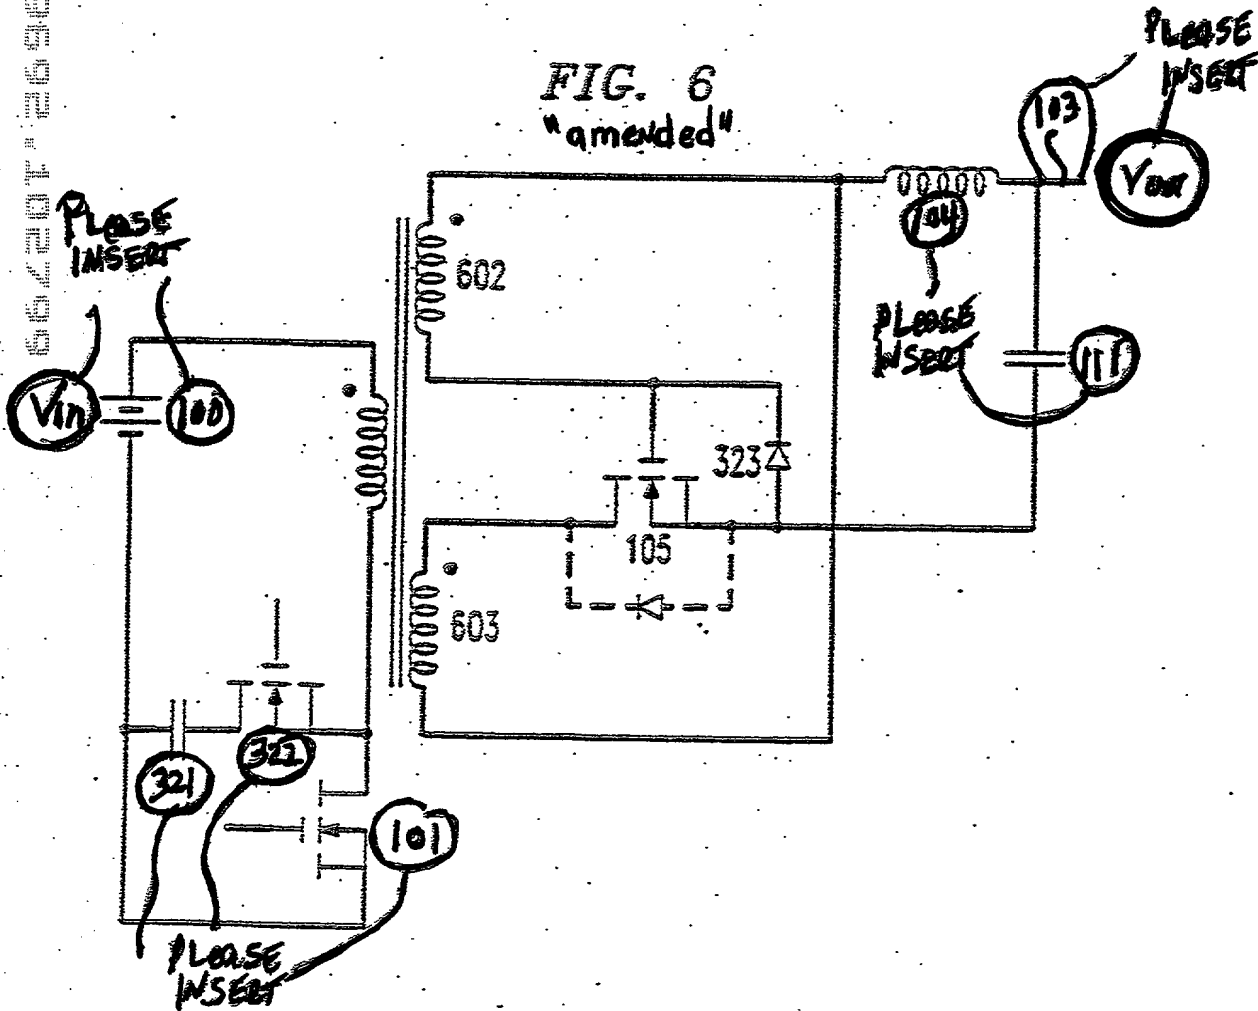 FIG. 6
"amended"
PLEASE
INSERT
103
Vout
104
PLEASE
INSERT
111
PLEASE
INSERT
Vin
100
602
323
105
603
321
322
101
PLEASE
INSERT